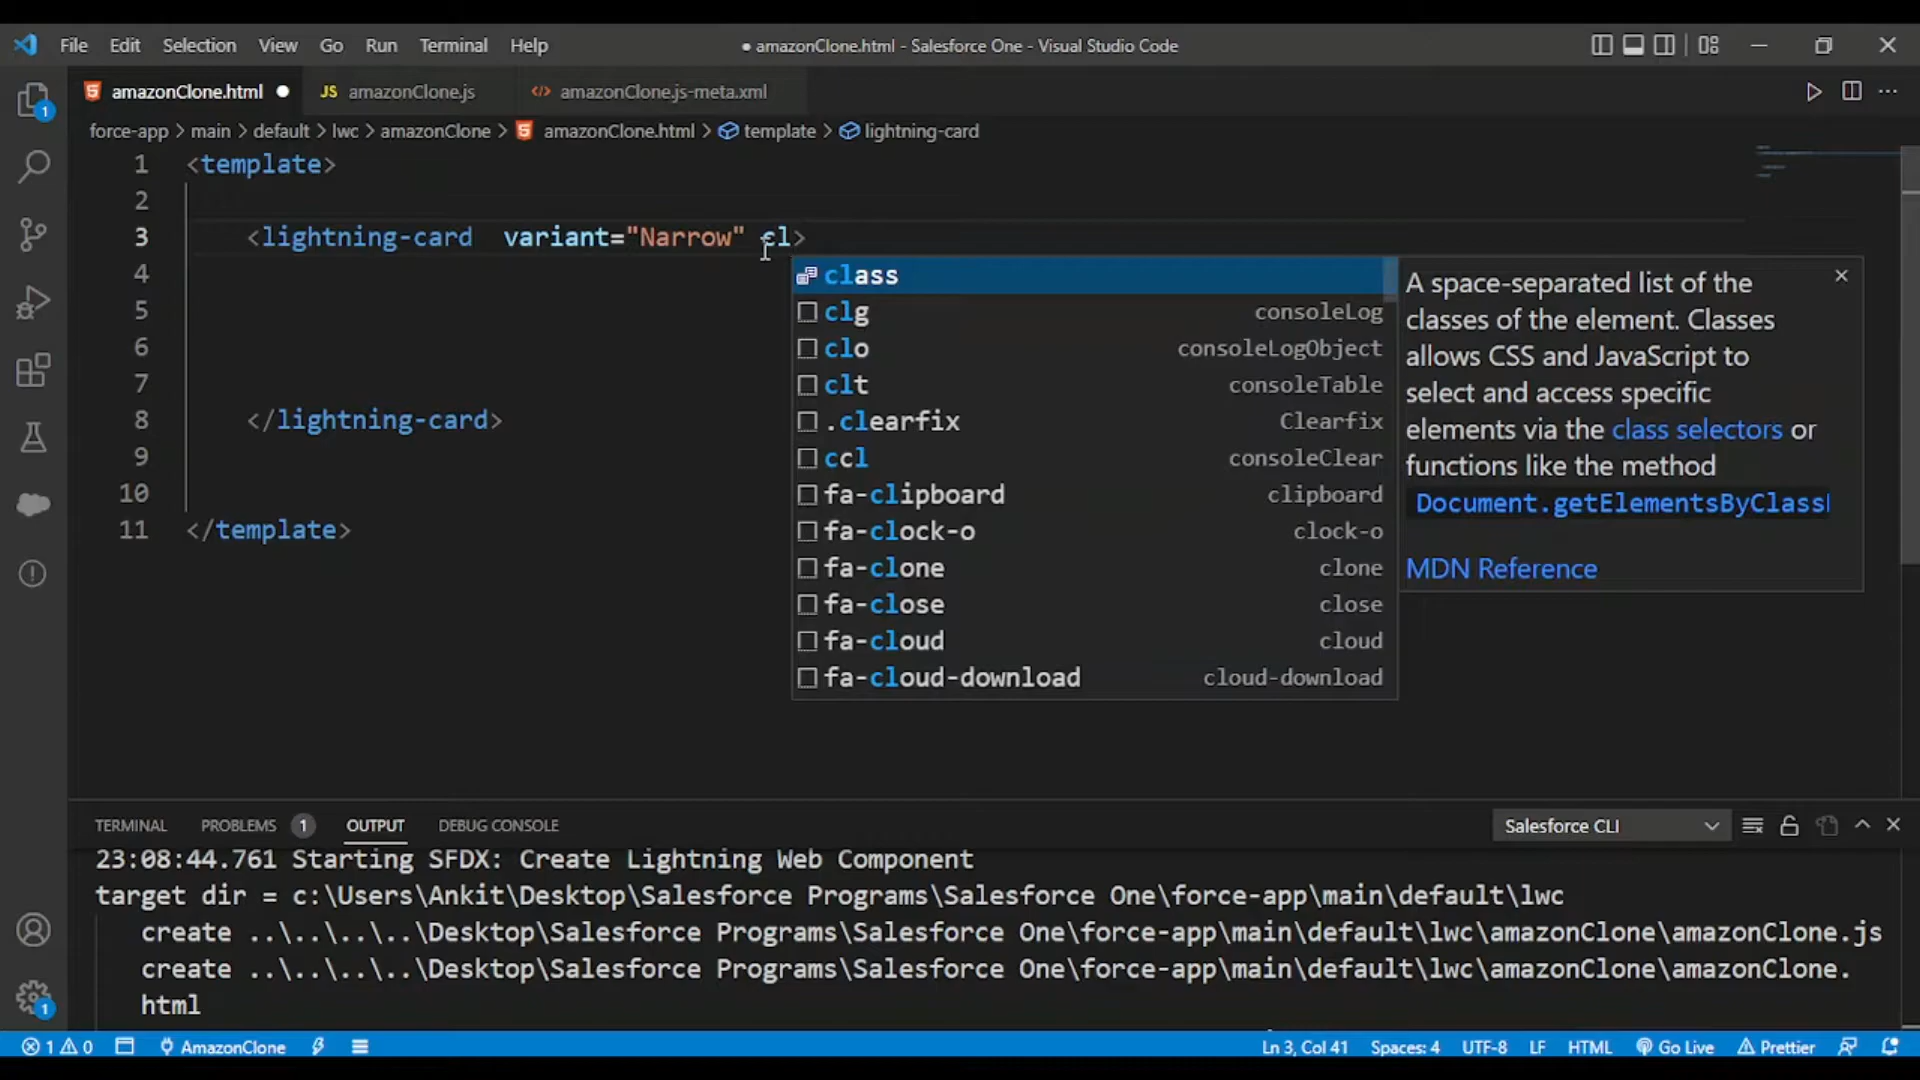 File Edit Selection View Go Run Terminal Help ● amazonClone.html - Salesforce One - Visual Studio Code
amazonClone.html ● JS amazonClone.js </> amazonClone.js-meta.xml
force-app > main > default > lwc > amazonClone > amazonClone.html > template > lightning-card
1 <template>
2
3 <lightning-card  variant="Narrow" cl>
4
5
6
7
8 </lightning-card>
9
10
11 </template>
class
clg consoleLog
clo consoleLogObject
clt consoleTable
.clearfix Clearfix
ccl consoleClear
fa-clipboard clipboard
fa-clock-o clock-o
fa-clone clone
fa-close close
fa-cloud cloud
fa-cloud-download cloud-download
A space-separated list of the
classes of the element. Classes
allows CSS and JavaScript to
select and access specific
elements via the class selectors or
functions like the method
Document.getElementsByClass
MDN Reference
1
1
TERMINAL PROBLEMS 1 OUTPUT DEBUG CONSOLE Salesforce CLI
23:08:44.761 Starting SFDX: Create Lightning Web Component
target dir = c:\Users\Ankit\Desktop\Salesforce Programs\Salesforce One\force-app\main\default\lwc
create ..\..\..\..\Desktop\Salesforce Programs\Salesforce One\force-app\main\default\lwc\amazonClone\amazonClone.js
create ..\..\..\..\Desktop\Salesforce Programs\Salesforce One\force-app\main\default\lwc\amazonClone\amazonClone.
html
1 0 AmazonClone Ln 3, Col 41 Spaces: 4 UTF-8 LF HTML Go Live Prettier